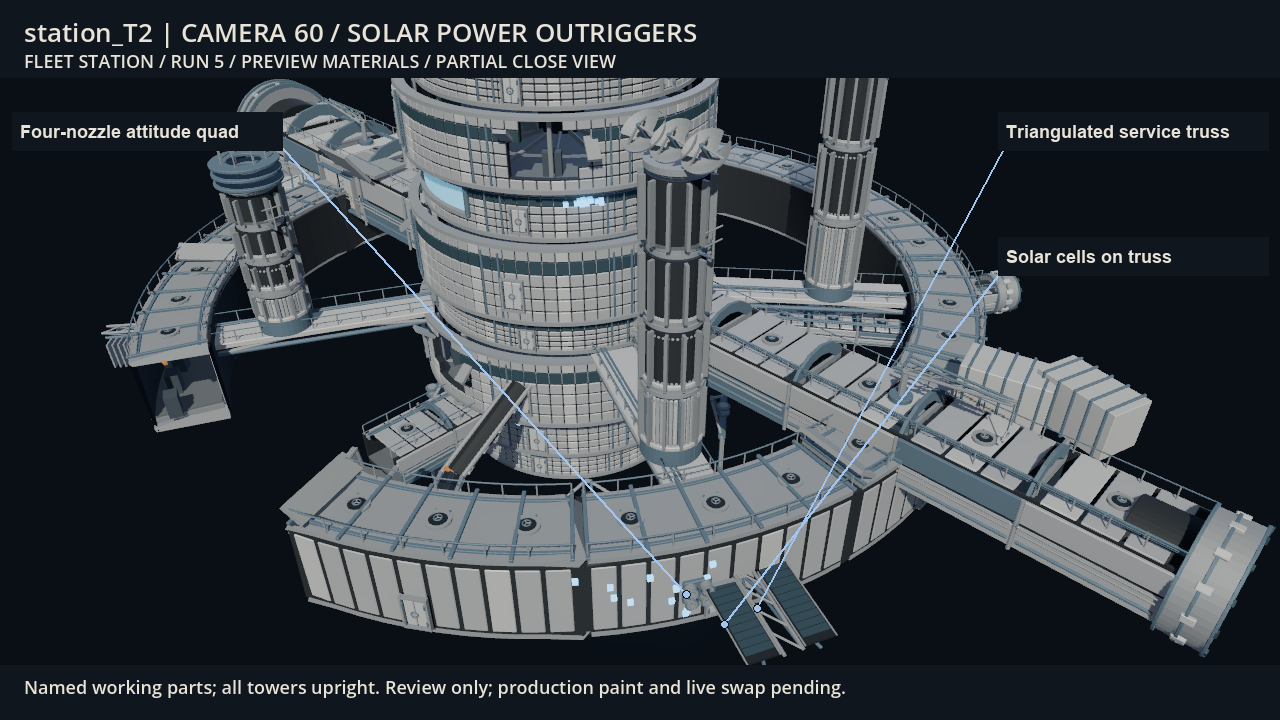 station_T2 | CAMERA 60 / SOLAR POWER OUTRIGGERS
FLEET STATION / RUN 5 / PREVIEW MATERIALS / PARTIAL CLOSE VIEW
Four-nozzle attitude quad
Triangulated service truss
Solar cells on truss
Named working parts; all towers upright. Review only; production paint and live swap pending.